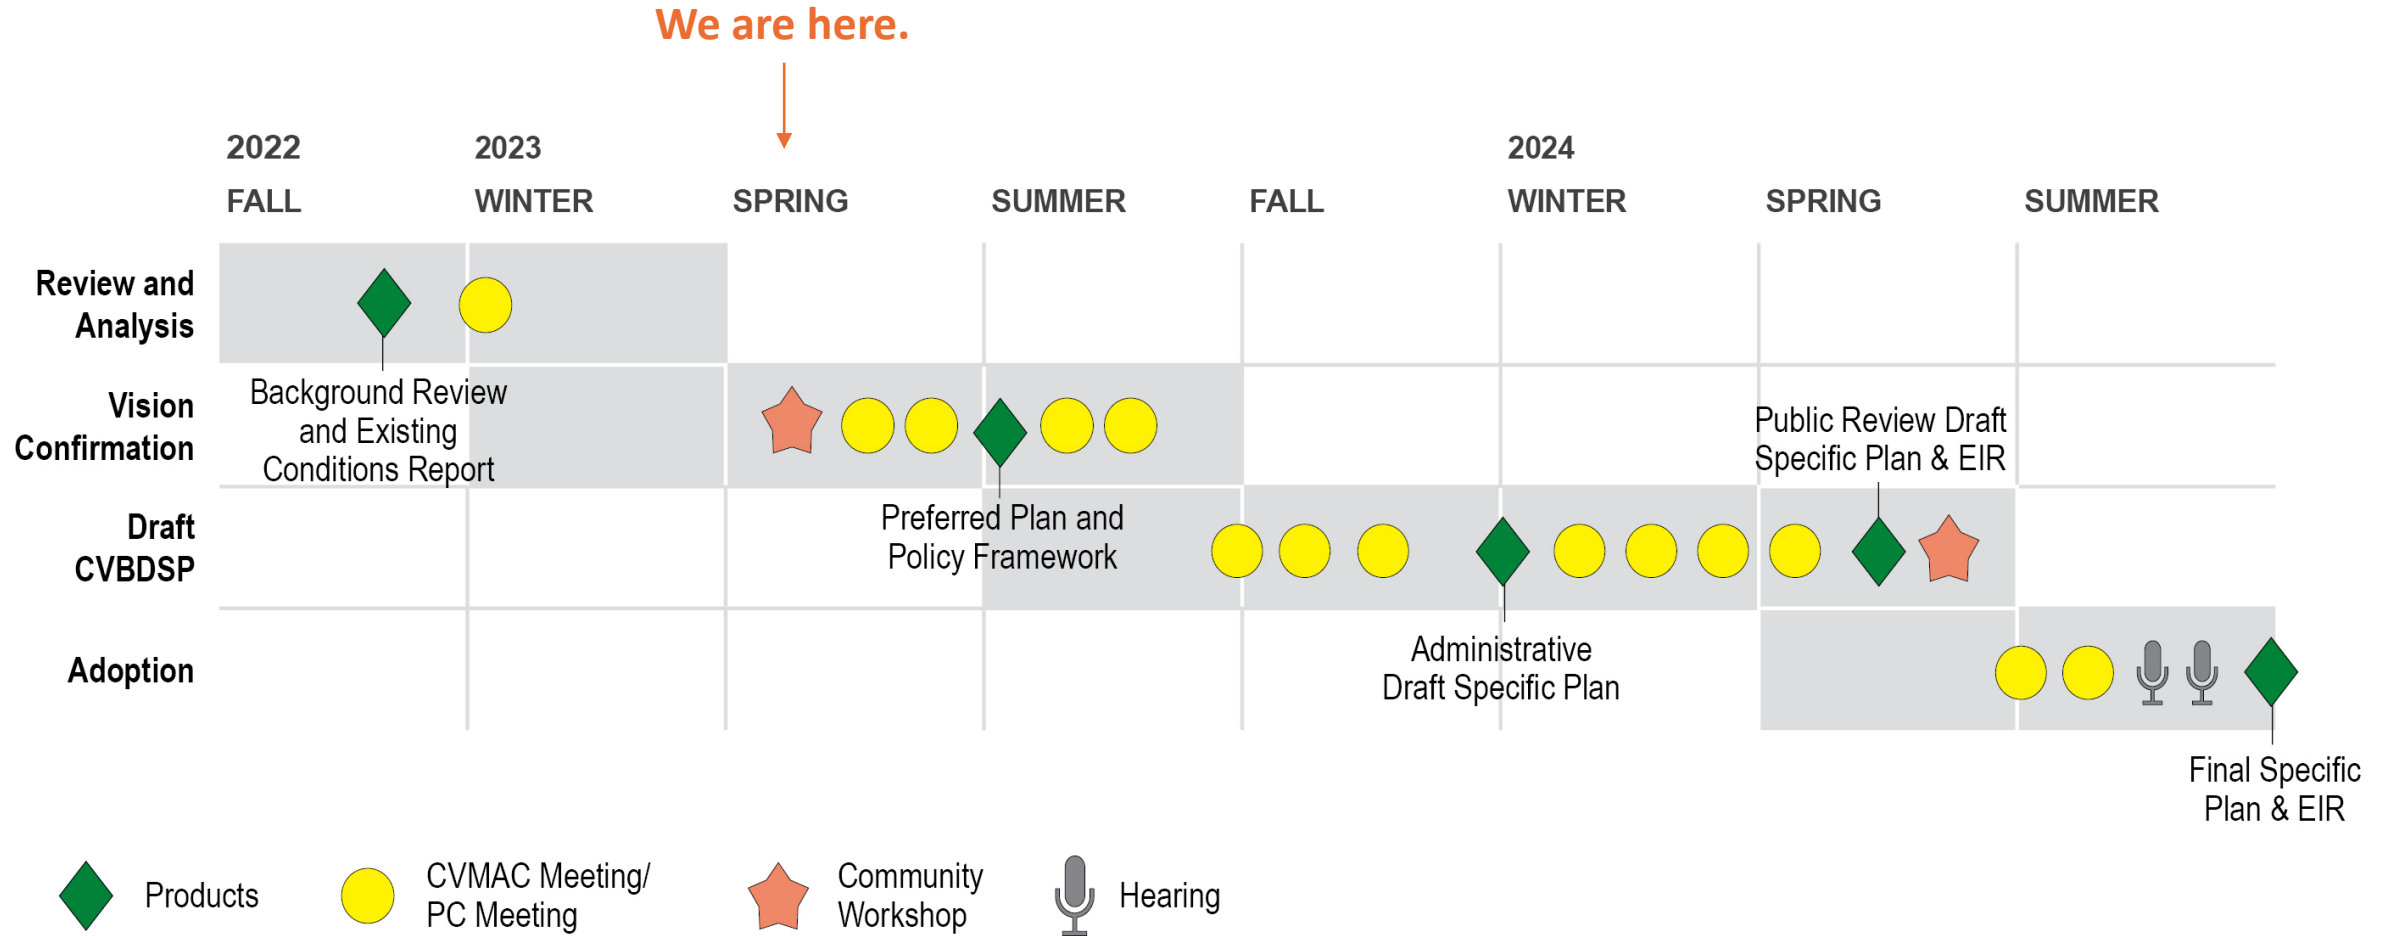 We are here.
2022
2023
2024
FALL
WINTER
SPRING
SUMMER
FALL
WINTER
SPRING
SUMMER
Review and
Analysis
Background Review
and Existing
Conditions Report
Vision
Confirmation
Public Review Draft
Specific Plan & EIR
Preferred Plan and
Policy Framework
Draft
CVBDSP
Administrative
Draft Specific Plan
Adoption
Final Specific
Plan & EIR
Products
CVMAC Meeting/
PC Meeting
Community
Workshop
Hearing